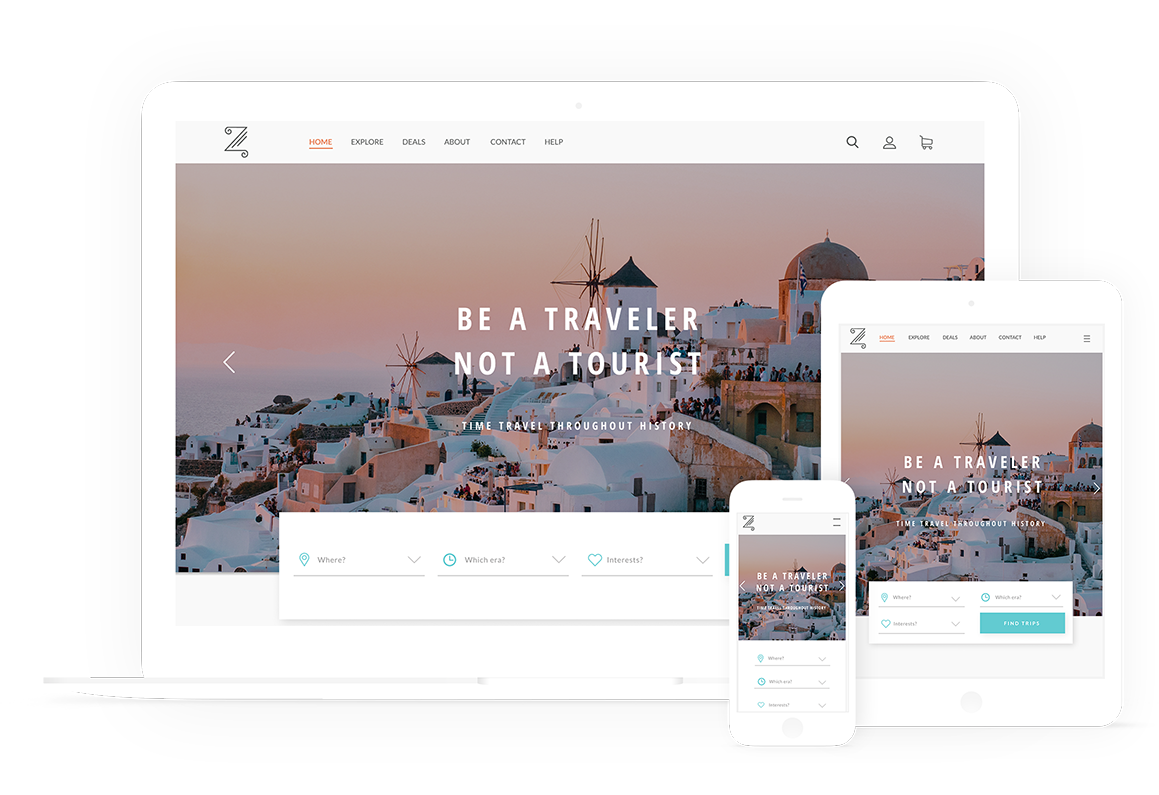 HOME EXPLORE DEALS ABOUT CONTACT HELP
BE A TRAVELER
NOT A TOURIST
TIME TRAVEL THROUGHOUT HISTORY
Where? Which era? Interests?
HOME EXPLORE DEALS ABOUT CONTACT HELP
BE A TRAVELER
NOT A TOURIST
TIME TRAVEL THROUGHOUT HISTORY
Where? Which era?
Interests? FIND TRIPS
BE A TRAVELER
NOT A TOURIST
TIME TRAVEL THROUGHOUT HISTORY
Where?
Which era?
Interests?